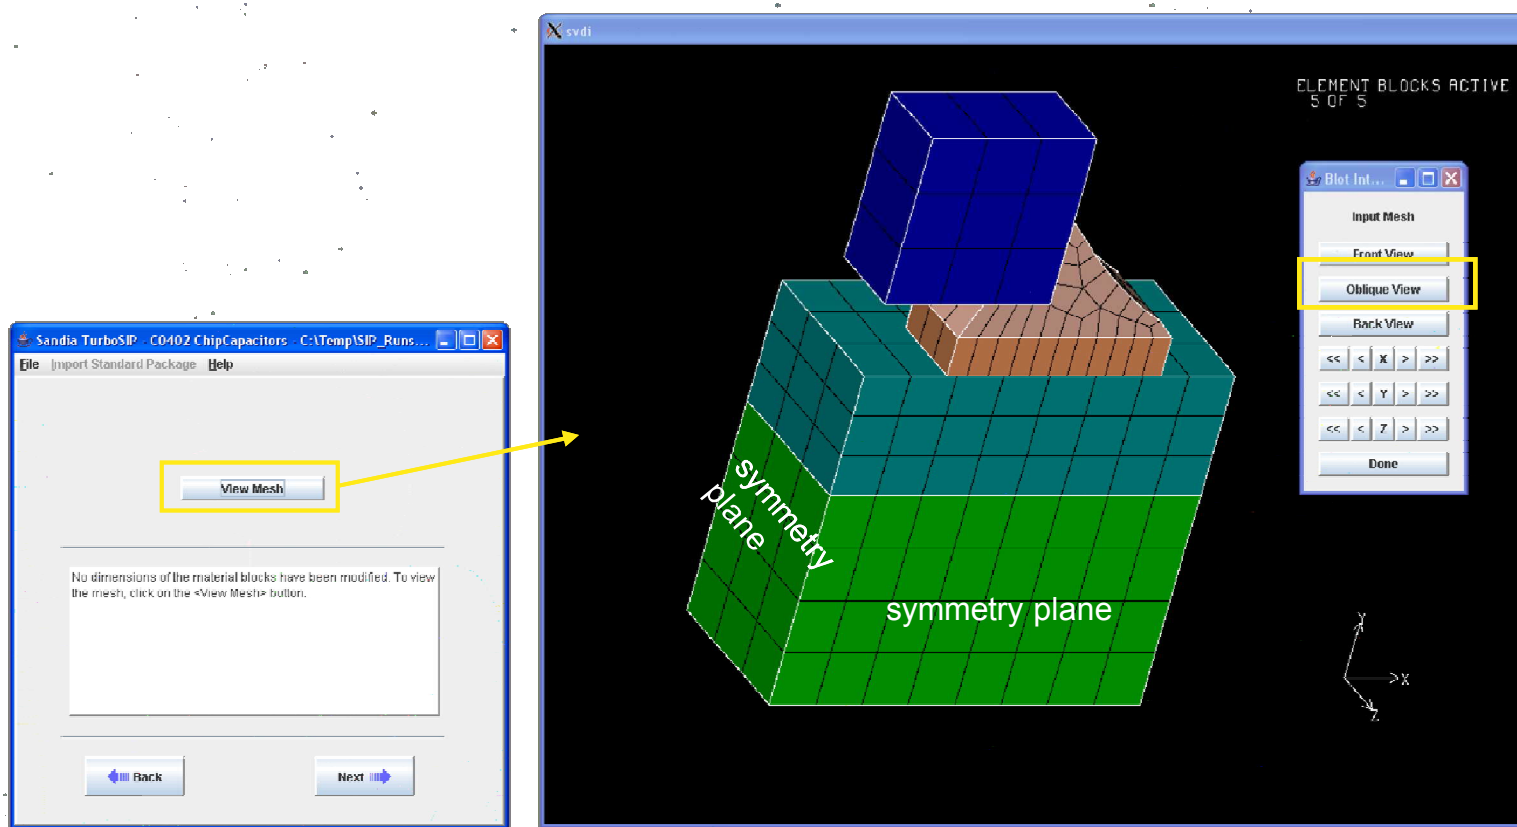 Sandia TurboSIP - C0402 ChipCapacitors - C:\Temp\SIP_Runs...
File Import Standard Package Help
View Mesh
No dimensions of the material blocks have been modified. To view
the mesh, click on the <View Mesh> button.
Back
Next
svdi
ELEMENT BLOCKS ACTIVE
5 OF 5
symmetry
plane
symmetry plane
Y
X
Z
Blot Int...
Input Mesh
Front View
Oblique View
Back View
<< < X > >>
<< < Y > >>
<< < Z > >>
Done